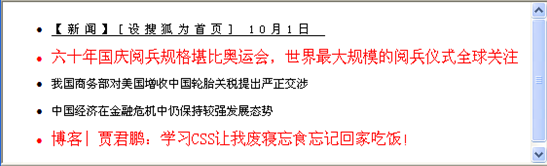 【新闻】[设搜狐为首页] 10月1日
六十年国庆阅兵规格堪比奥运会，世界最大规模的阅兵仪式全球关注
我国商务部对美国增收中国轮胎关税提出严正交涉
中国经济在金融危机中仍保持较强发展态势
博客| 贾君鹏：学习CSS让我废寝忘食忘记回家吃饭!